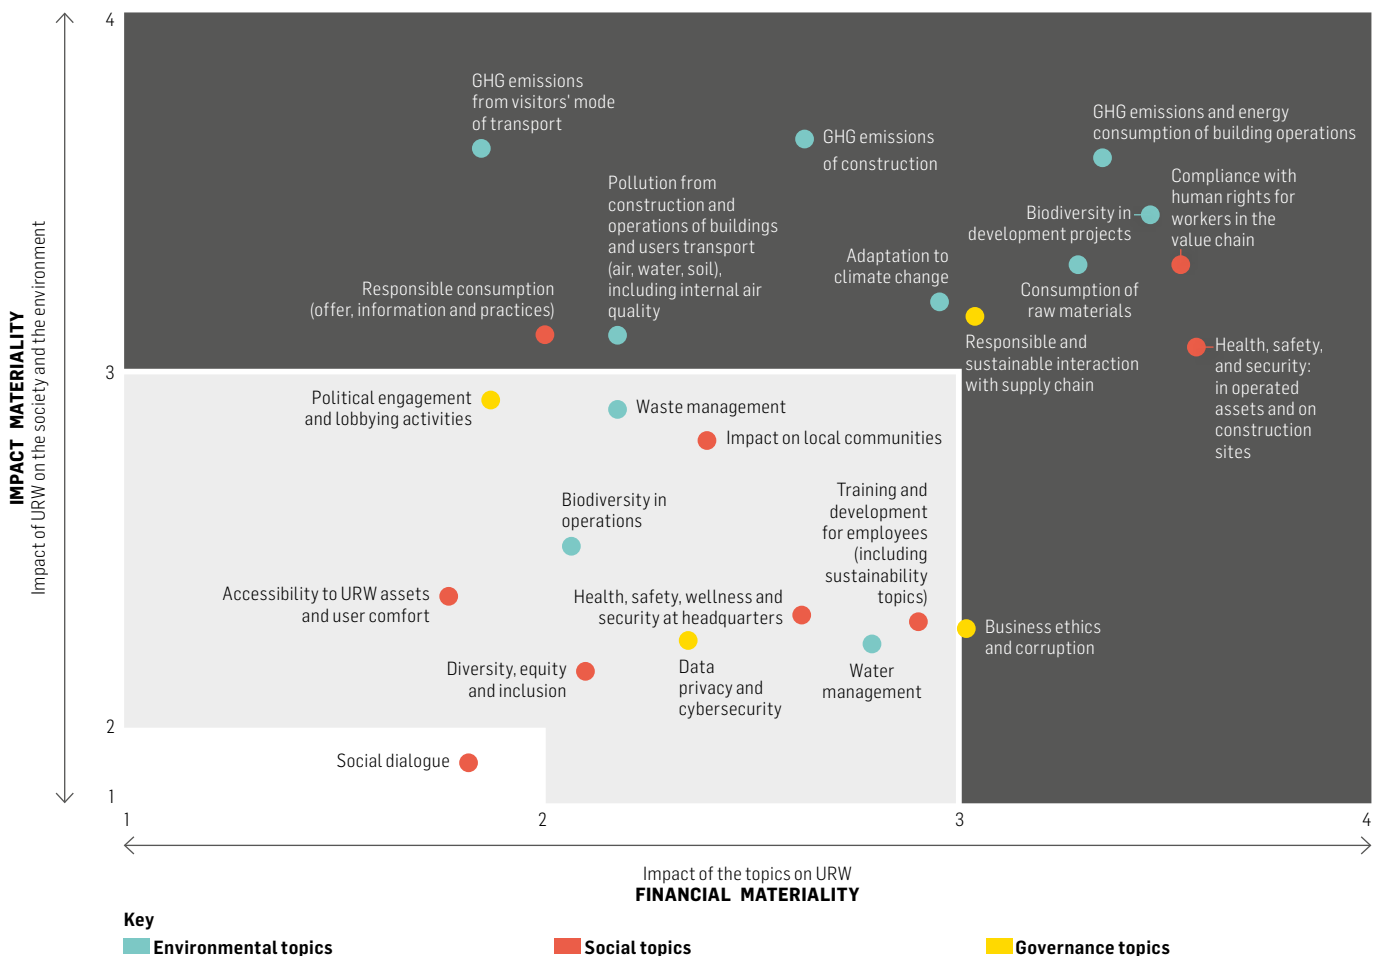 4
GHG emissions
from visitors' mode
of transport
GHG emissions
of construction
GHG emissions and energy
consumption of building operations
Pollution from
construction and
operations of buildings
and users transport
(air, water, soil),
including internal air
quality
Compliance with
human rights for
workers in the
value chain
Biodiversity in
development projects
Adaptation to
climate change
Responsible consumption
(offer, information and practices)
Consumption of
raw materials
Responsible and
sustainable interaction
with supply chain
Health, safety,
and security:
in operated
assets and on
construction
sites
3
Political engagement
and lobbying activities
Waste management
Impact on local communities
Biodiversity in
operations
Training and
development
for employees
(including
sustainability
topics)
Accessibility to URW assets
and user comfort
Health, safety, wellness and
security at headquarters
Business ethics
and corruption
Diversity, equity
and inclusion
Data
privacy and
cybersecurity
Water
management
2
Social dialogue
1
IMPACT MATERIALITY
Impact of URW on the society and the environment
1
2
3
4
Impact of the topics on URW
FINANCIAL MATERIALITY
Key
Environmental topics
Social topics
Governance topics